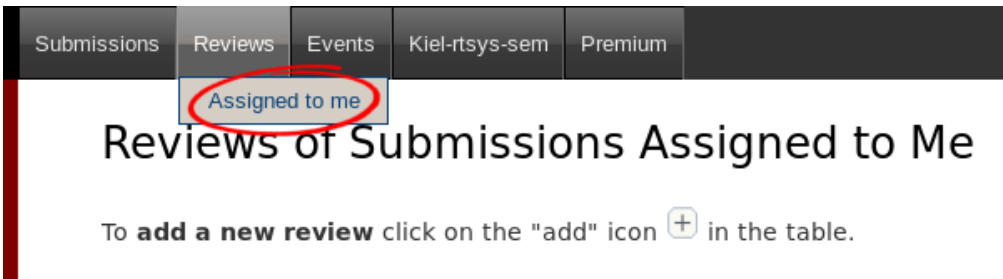 Submissions Reviews Events Kiel-rtsys-sem Premium
Assigned to me
Reviews of Submissions Assigned to Me
To add a new review click on the "add" icon + in the table.